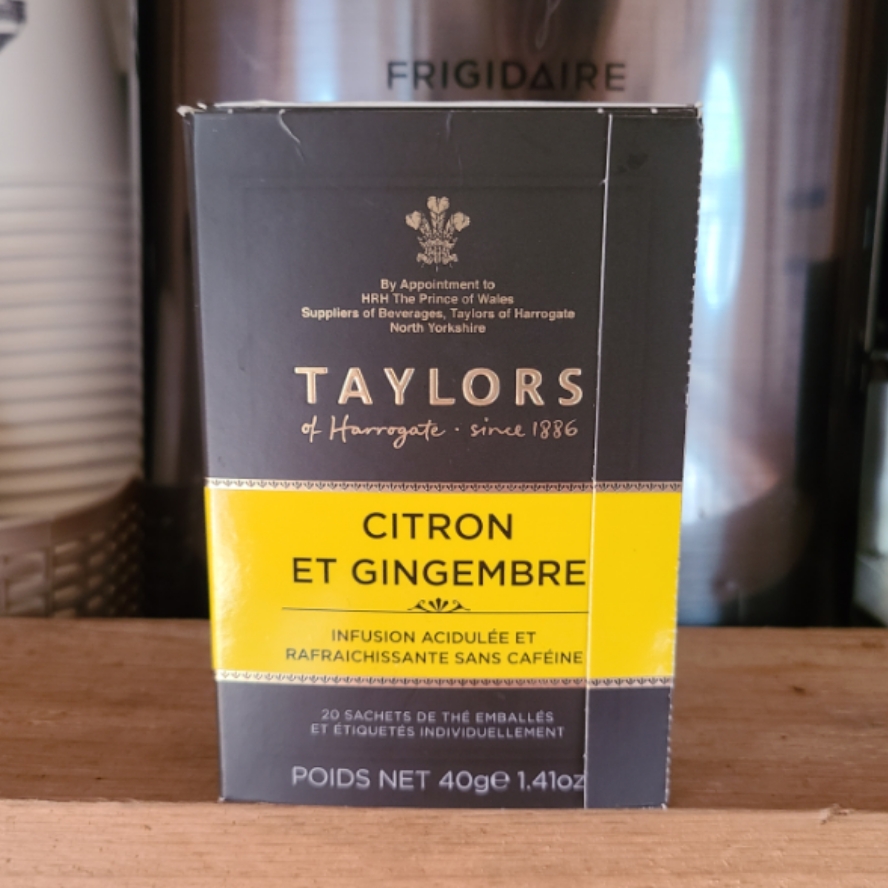 FRIGIDAIRE
By Appointment to
HRH The Prince of Wales
Suppliers of Beverages, Taylors of Harrogate
North Yorkshire
TAYLORS
of Harrogate · since 1886
CITRON
ET GINGEMBRE
INFUSION ACIDULÉE ET
RAFRAICHISSANTE SANS CAFÉINE
20 SACHETS DE THÉ EMBALLÉS
ET ÉTIQUETÉS INDIVIDUELLEMENT
POIDS NET 40g℮ 1.41oz